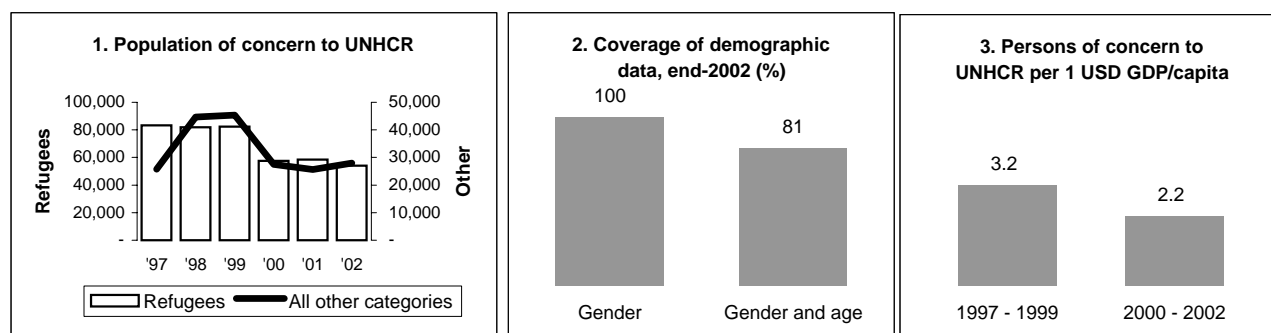 1. Population of concern to UNHCR
Refugees
100,000
80,000
60,000
40,000
20,000
-
50,000
40,000
30,000
20,000
10,000
-
Other
'97 '98 '99 '00 '01 '02
Refugees All other categories
2. Coverage of demographic
data, end-2002 (%)
100
81
Gender Gender and age
3. Persons of concern to
UNHCR per 1 USD GDP/capita
3.2
2.2
1997 - 1999 2000 - 2002